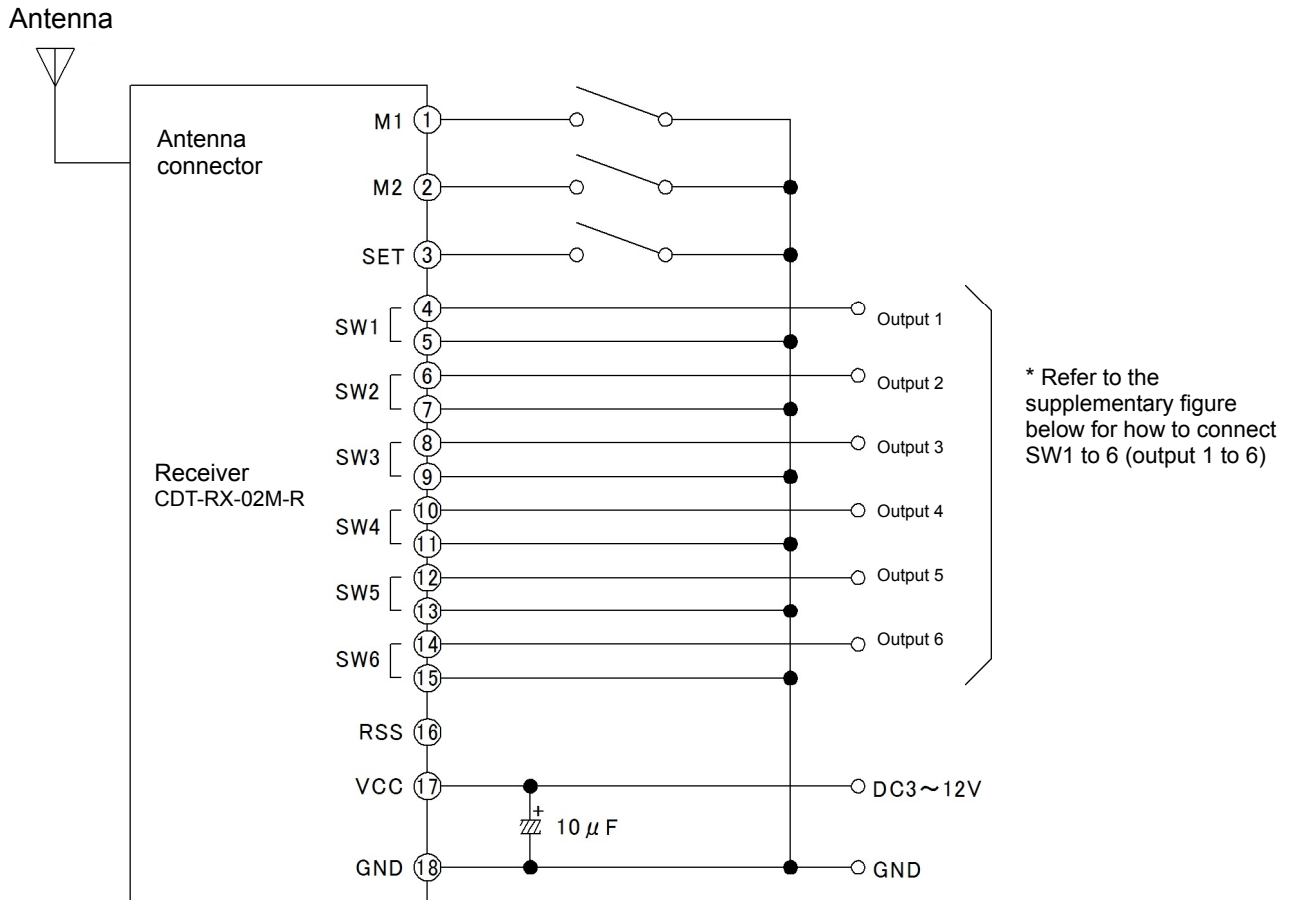 Antenna
Antenna
connector
M1 1
M2 2
SET 3
SW1
4
5
Output 1
SW2
6
7
Output 2
SW3
8
9
Output 3
Receiver
CDT-RX-02M-R
SW4
10
11
Output 4
SW5
12
13
Output 5
SW6
14
15
Output 6
* Refer to the
supplementary figure
below for how to connect
SW1 to 6 (output 1 to 6)
RSS 16
VCC 17
DC3~12V
+
10 μF
GND 18
GND